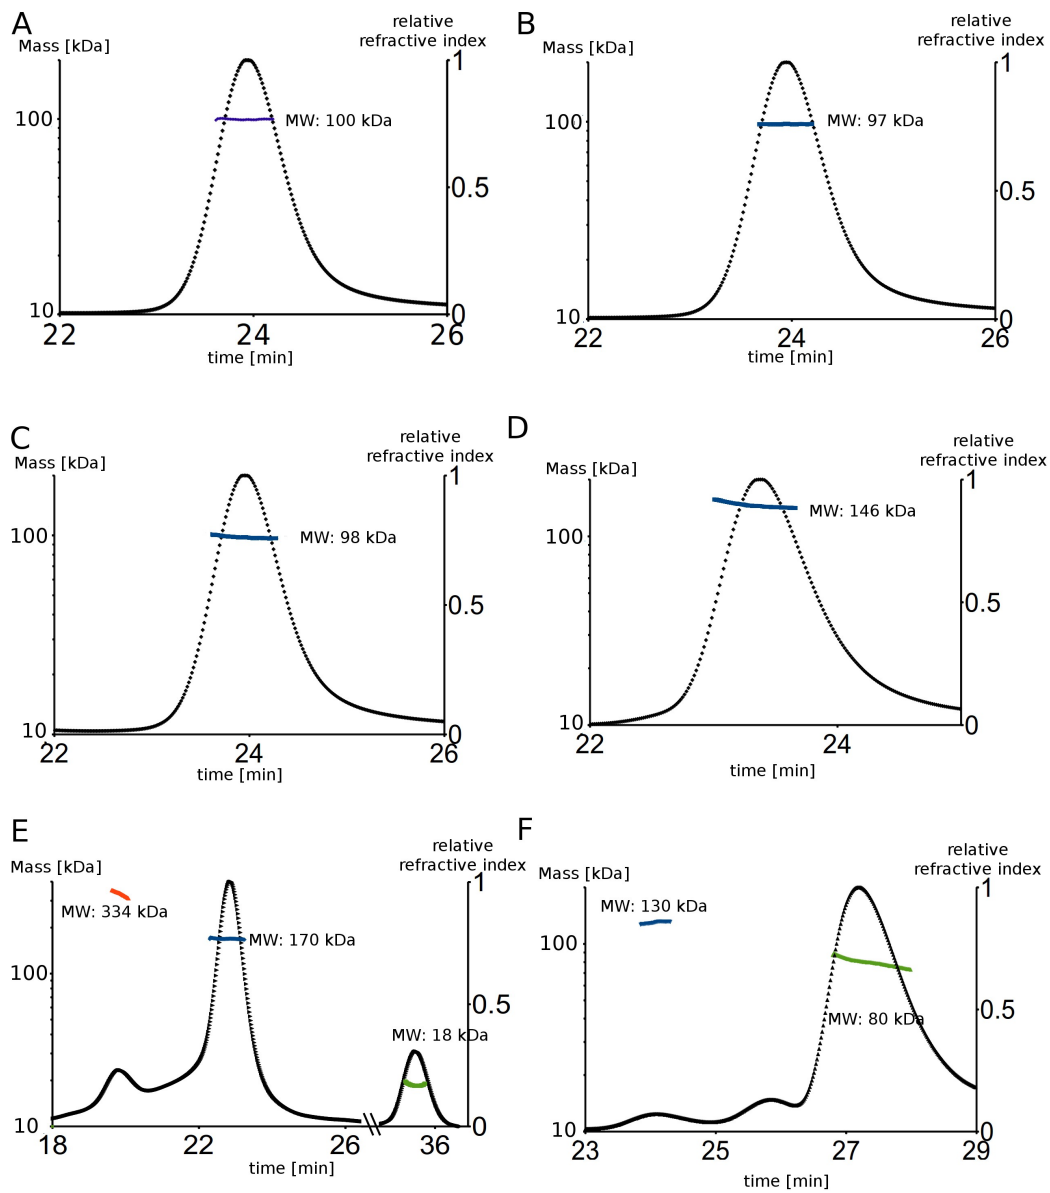 A
relative
refractive index
Mass [kDa]
1
100
MW: 100 kDa
0.5
10
0
22
24
26
time [min]
B
relative
refractive index
Mass [kDa]
1
100
MW: 97 kDa
0.5
10
0
22
24
26
time [min]
C
relative
refractive index
Mass [kDa]
1
100
MW: 98 kDa
0.5
10
0
22
24
26
time [min]
D
relative
refractive index
Mass [kDa]
1
MW: 146 kDa
100
0.5
10
0
22
24
time [min]
E
relative
refractive index
Mass [kDa]
1
MW: 334 kDa
MW: 170 kDa
100
0.5
MW: 18 kDa
10
0
18
22
26
36
time [min]
F
relative
refractive index
Mass [kDa]
1
MW: 130 kDa
100
0.5
MW: 80 kDa
10
0
23
25
27
29
time [min]